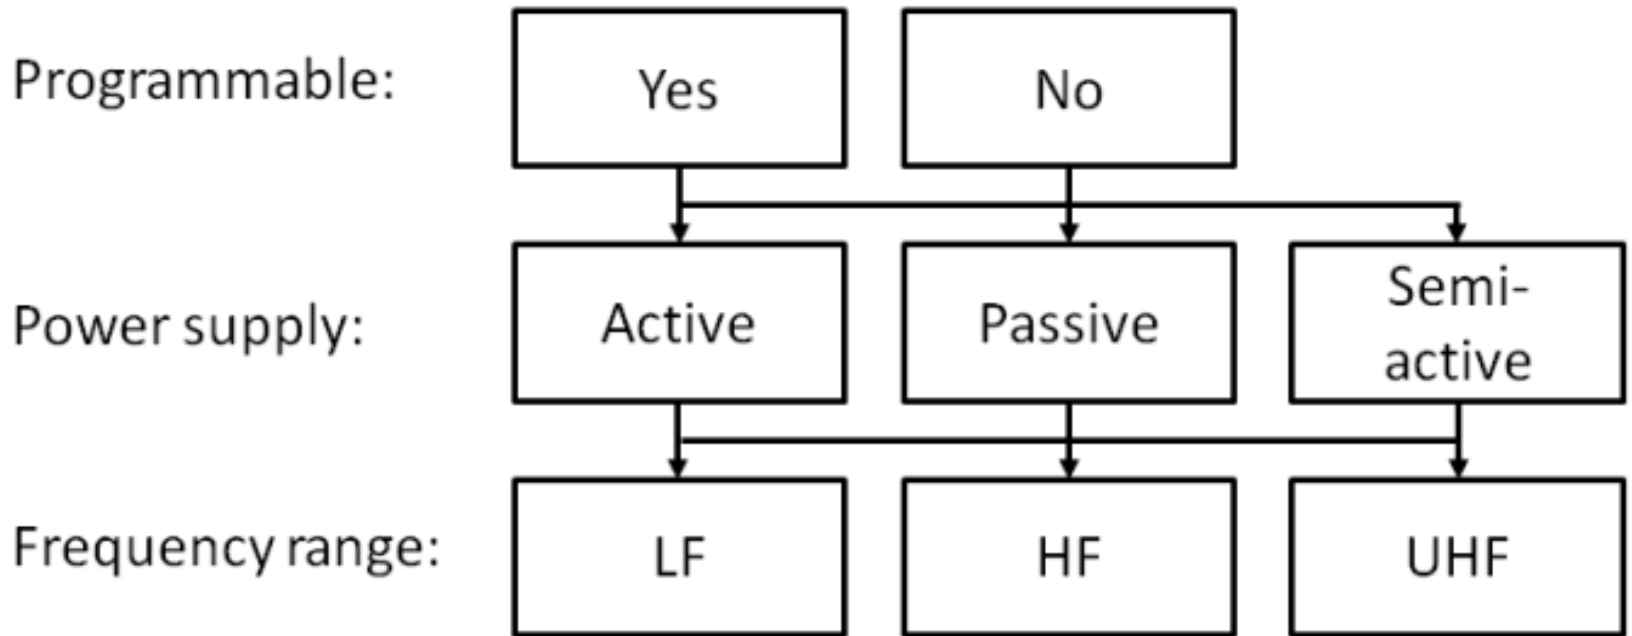 Programmable:
Yes
No
Power supply:
Active
Passive
Semi-
active
Frequency range:
LF
HF
UHF